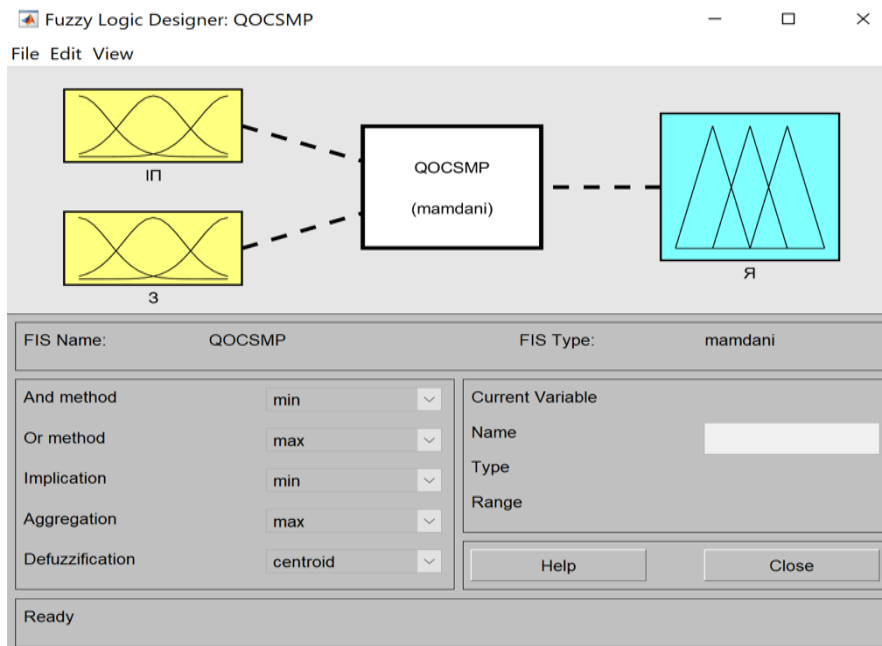 Fuzzy Logic Designer: QOCSMP
File Edit View
ІП
QOCSMP
(mamdani)
З
Я
FIS Name: QOCSMP FIS Type: mamdani
And method min
Or method max
Implication min
Aggregation max
Defuzzification centroid
Current Variable
Name
Type
Range
Help Close
Ready